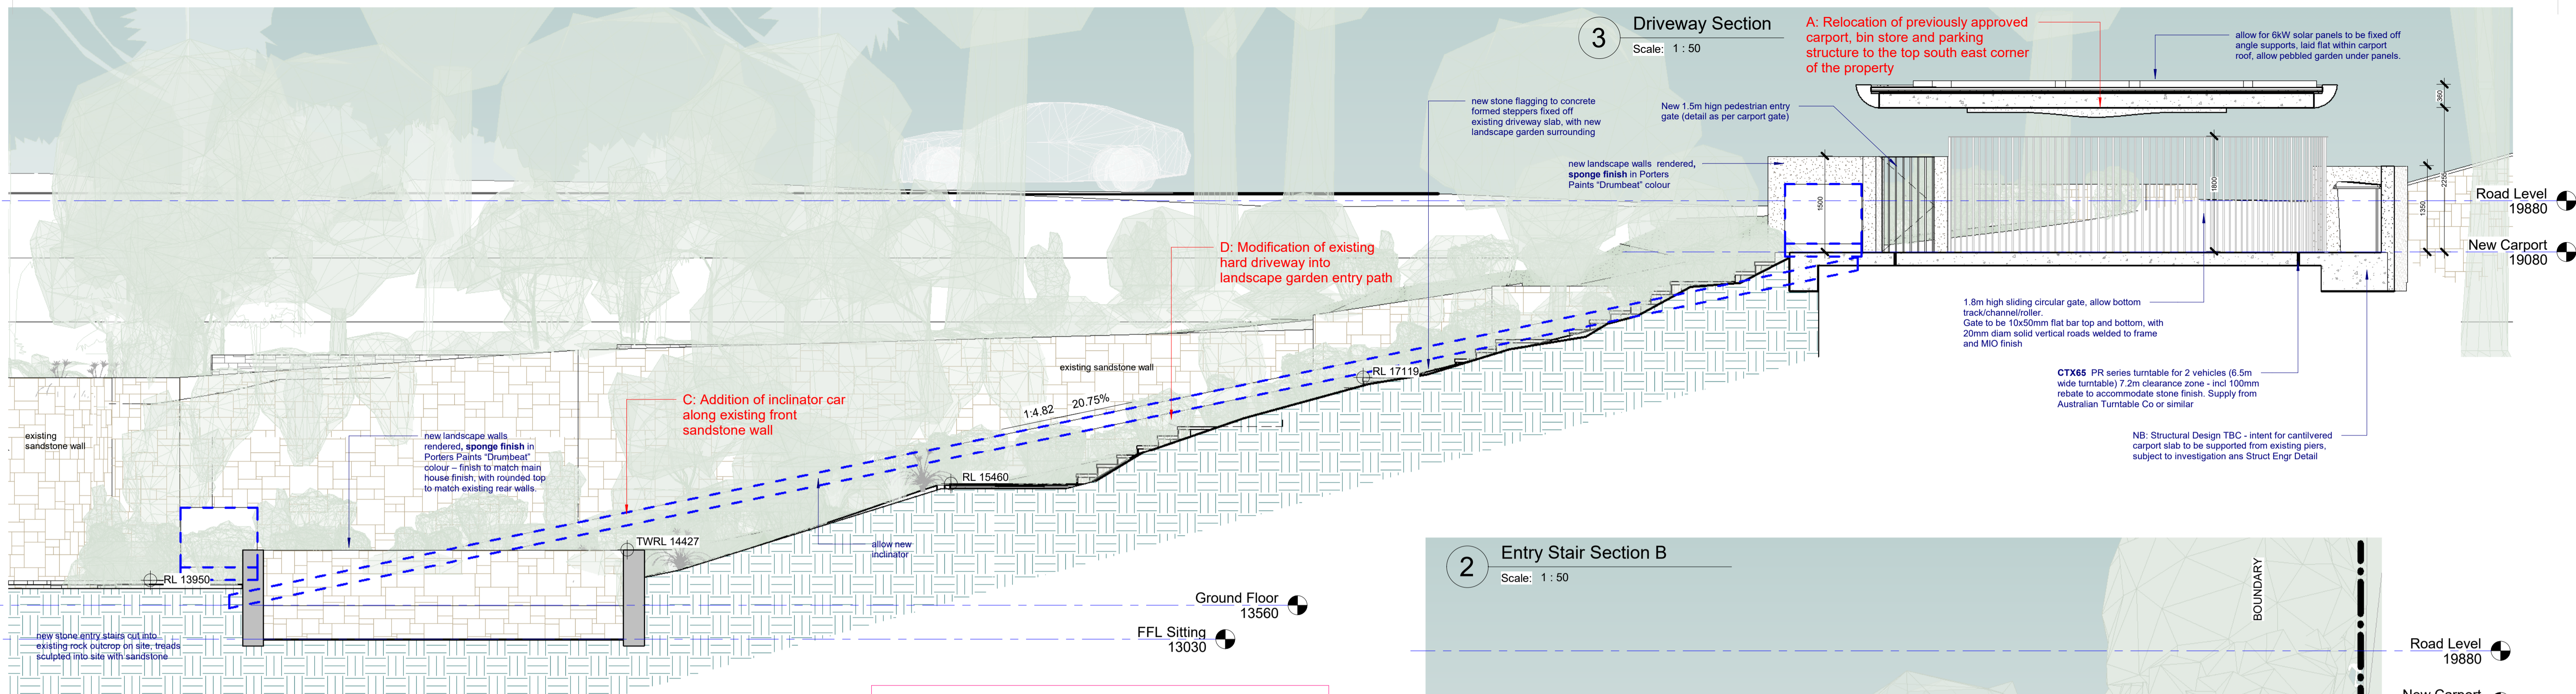 3
Driveway Section
Scale: 1 : 50
A: Relocation of previously approved
carport, bin store and parking
structure to the top south east corner
of the property
allow for 6kW solar panels to be fixed off
angle supports, laid flat within carport
roof, allow pebbled garden under panels.
new stone flagging to concrete
formed steppers fixed off
existing driveway slab, with new
landscape garden surrounding
New 1.5m hign pedestrian entry
gate (detail as per carport gate)
new landscape walls rendered,
sponge finish in Porters
Paints "Drumbeat" colour
360
2295
1800
1500
1350
Road Level
19880
New Carport
19080
D: Modification of existing
hard driveway into
landscape garden entry path
1.8m high sliding circular gate, allow bottom
track/channel/roller.
Gate to be 10x50mm flat bar top and bottom, with
20mm diam solid vertical roads welded to frame
and MIO finish
existing sandstone wall
RL 17119
CTX65 PR series turntable for 2 vehicles (6.5m
wide turntable) 7.2m clearance zone - incl 100mm
rebate to accommodate stone finish. Supply from
Australian Turntable Co or similar
C: Addition of inclinator car
along existing front
sandstone wall
1:4.82 20.75%
existing
sandstone wall
new landscape walls
rendered, sponge finish in
Porters Paints "Drumbeat"
colour – finish to match main
house finish, with rounded top
to match existing rear walls.
NB: Structural Design TBC - intent for cantilvered
carport slab to be supported from existing piers,
subject to investigation ans Struct Engr Detail
RL 15460
TWRL 14427
allow new
inclinator
RL 13950
Ground Floor
13560
FFL Sitting
13030
new stone entry stairs cut into
existing rock outcrop on site, treads
sculpted into site with sandstone
2
Entry Stair Section B
Scale: 1 : 50
BOUNDARY
Road Level
19880
New Carport